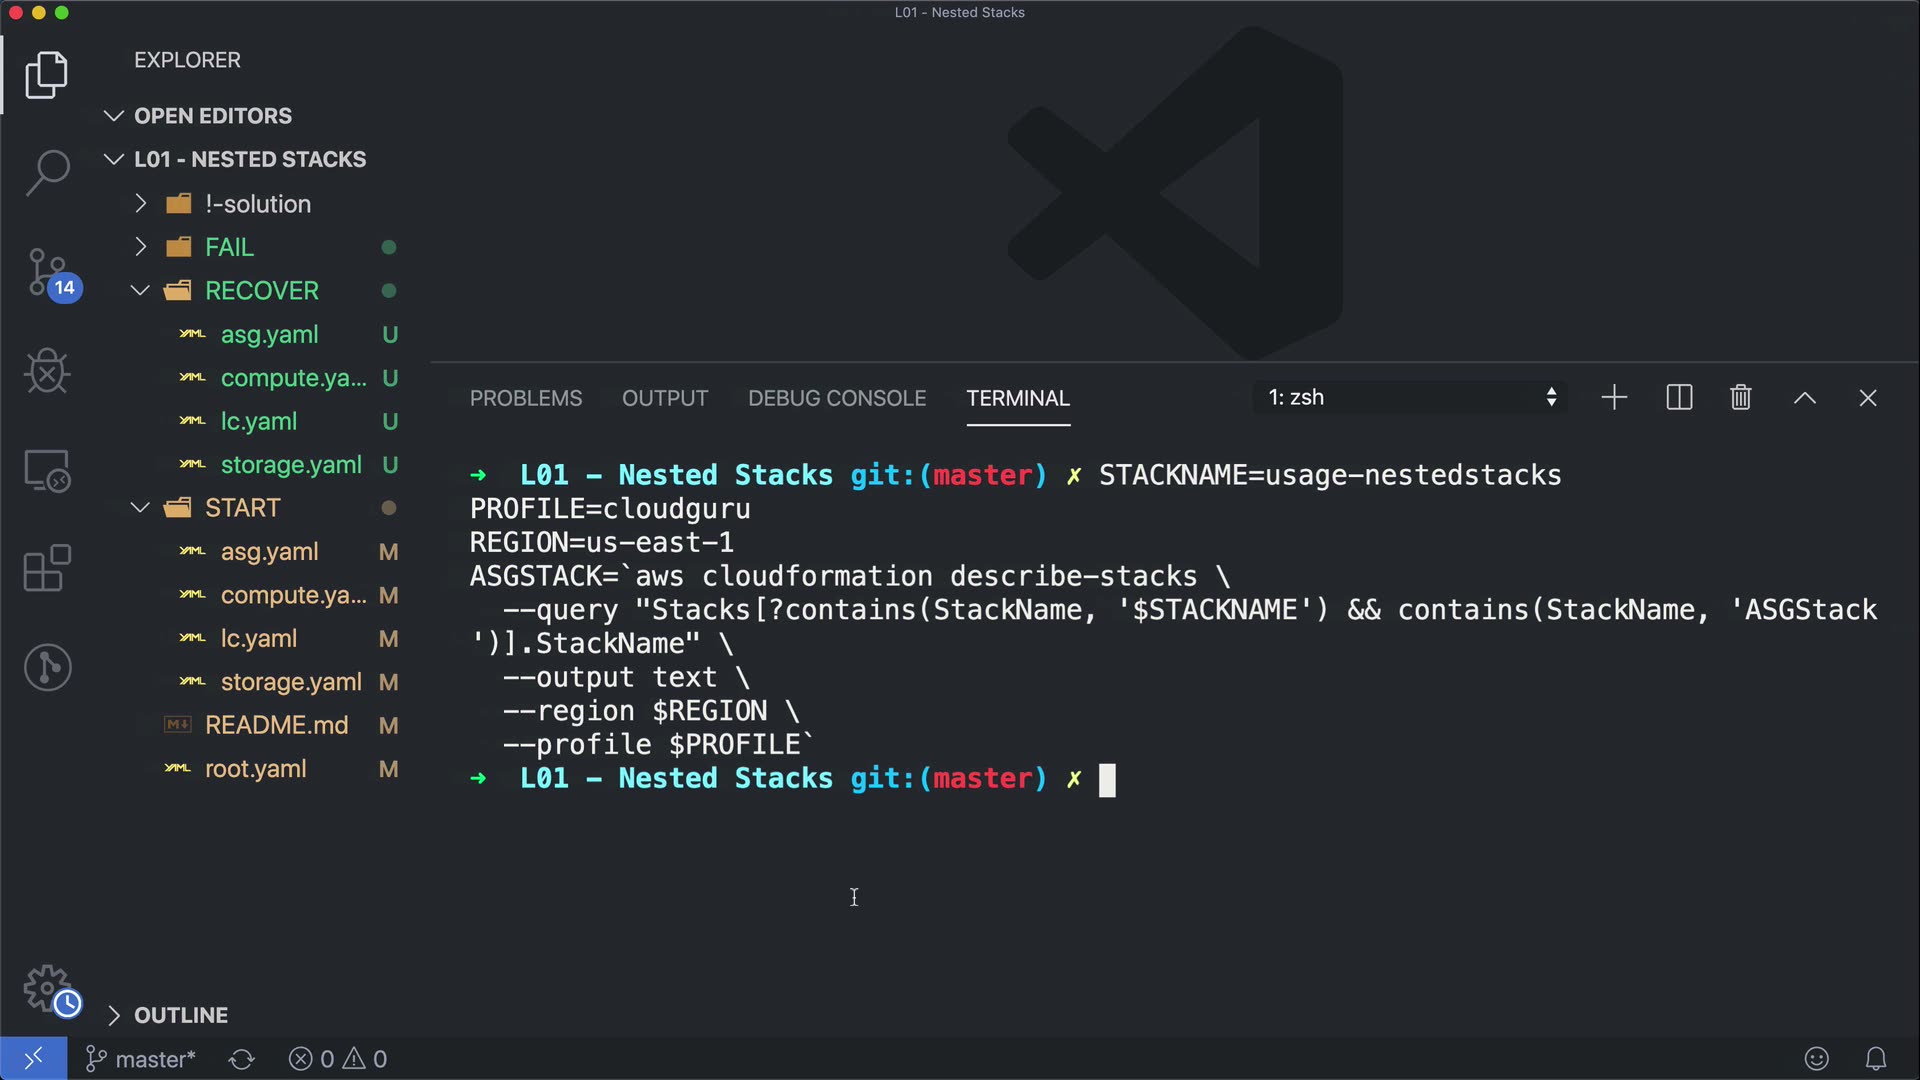 L01 - Nested Stacks
EXPLORER
OPEN EDITORS
L01 - NESTED STACKS
!-solution
FAIL
RECOVER
asg.yaml U
compute.ya... U
lc.yaml U
storage.yaml U
START
asg.yaml M
compute.ya... M
lc.yaml M
storage.yaml M
README.md M
root.yaml M
OUTLINE
14
PROBLEMS OUTPUT DEBUG CONSOLE TERMINAL 1: zsh
➜ L01 - Nested Stacks git:(master) ✗ STACKNAME=usage-nestedstacks
PROFILE=cloudguru
REGION=us-east-1
ASGSTACK=`aws cloudformation describe-stacks \
--query "Stacks[?contains(StackName, '$STACKNAME') && contains(StackName, 'ASGStack
')].StackName" \
--output text \
--region $REGION \
--profile $PROFILE`
➜ L01 - Nested Stacks git:(master) ✗
master* 0 0